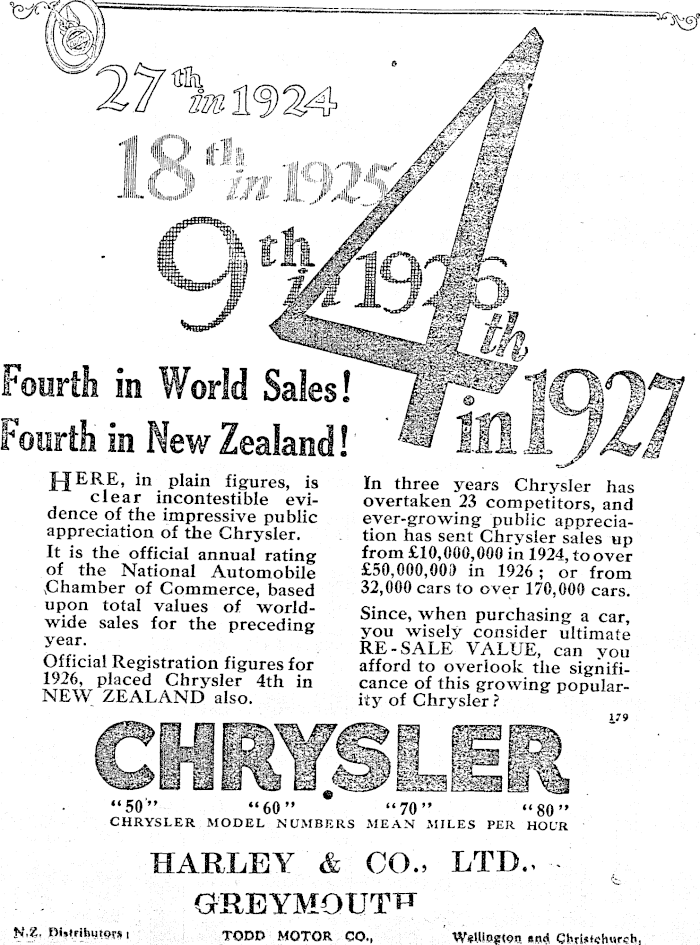 27th in 1924
18th in 1925
9th in 1926
4th in 1927
Fourth in World Sales!
Fourth in New Zealand!
HERE, in plain figures, is
clear incontestible evi-
dence of the impressive public
appreciation of the Chrysler.
It is the official annual rating
of the National Automobile
Chamber of Commerce, based
upon total values of world-
wide sales for the preceding
year.
Official Registration figures for
1926, placed Chrysler 4th in
NEW ZEALAND also.
In three years Chrysler has
overtaken 23 competitors, and
ever-growing public apprecia-
tion has sent Chrysler sales up
from £10,000,000 in 1924, to over
£50,000,000 in 1926; or from
32,000 cars to over 170,000 cars.
Since, when purchasing a car,
you wisely consider ultimate
RE-SALE VALUE, can you
afford to overlook the signifi-
cance of this growing popular-
ity of Chrysler?
179
CHRYSLER
"50" "60" "70" "80"
CHRYSLER MODEL NUMBERS MEAN MILES PER HOUR
HARLEY & CO., LTD.,
GREYMOUTH
N.Z. Distributors: TODD MOTOR CO., Wellington and Christchurch,